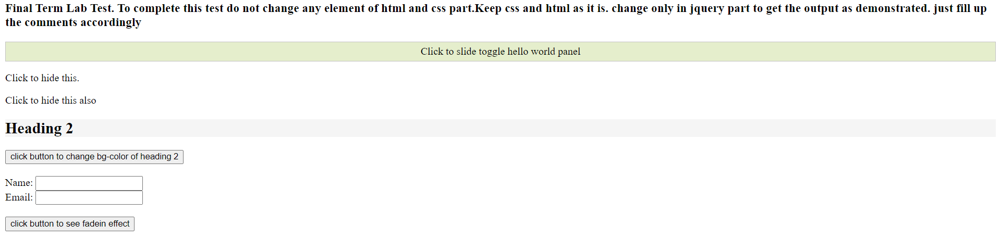 Final Term Lab Test. To complete this test do not change any element of html and css part.Keep css and html as it is. change only in jquery part to get the output as demonstrated. just fill up
the comments accordingly
Click to slide toggle hello world panel
Click to hide this.
Click to hide this also
Heading 2
click button to change bg-color of heading 2
Name:
Email:
click button to see fadein effect